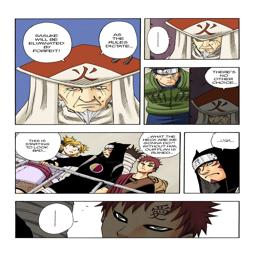 AS
THE
RULES
DICTATE...
SASUKE
WILL BE
ELIMINATED
BY
FORFEIT!
火
............
THERE'S
NO
OTHER
CHOICE...
THIS IS
STARTING
TO LOOK
BAD...
...WHAT THE
HECK ARE WE
GONNA DO?
WITHOUT HIM,
OUR PLAN IS
RUINED...
...UGH...
............